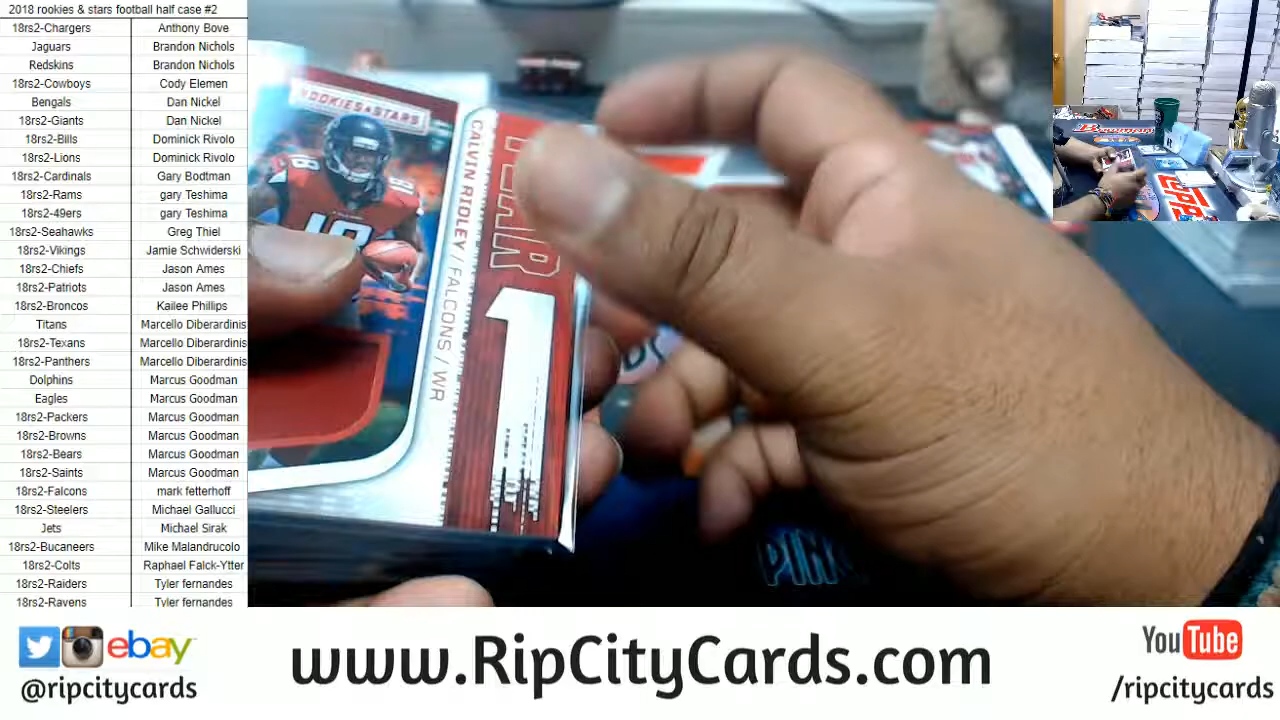 2018 rookies & stars football half case #2
18rs2-Chargers Anthony Bove
Jaguars Brandon Nichols
Redskins Brandon Nichols
18rs2-Cowboys Cody Elemen
Bengals Dan Nickel
18rs2-Giants Dan Nickel
18rs2-Bills Dominick Rivolo
18rs2-Lions Dominick Rivolo
18rs2-Cardinals Gary Bodtman
18rs2-Rams gary Teshima
18rs2-49ers gary Teshima
18rs2-Seahawks Greg Thiel
18rs2-Vikings Jamie Schwiderski
18rs2-Chiefs Jason Ames
18rs2-Patriots Jason Ames
18rs2-Broncos Kailee Phillips
Titans Marcello Diberardinis
18rs2-Texans Marcello Diberardinis
18rs2-Panthers Marcello Diberardinis
Dolphins Marcus Goodman
Eagles Marcus Goodman
18rs2-Packers Marcus Goodman
18rs2-Browns Marcus Goodman
18rs2-Bears Marcus Goodman
18rs2-Saints Marcus Goodman
18rs2-Falcons mark fetterhoff
18rs2-Steelers Michael Gallucci
Jets Michael Sirak
18rs2-Bucaneers Mike Malandrucolo
18rs2-Colts Raphael Falck-Ytter
18rs2-Raiders Tyler fernandes
18rs2-Ravens Tyler fernandes
ROOKIES & STARS
CALVIN RIDLEY / FALCONS / WR
YEAR
1
18
Bowman
ebay
@ripcitycards
www.RipCityCards.com
YouTube
/ripcitycards